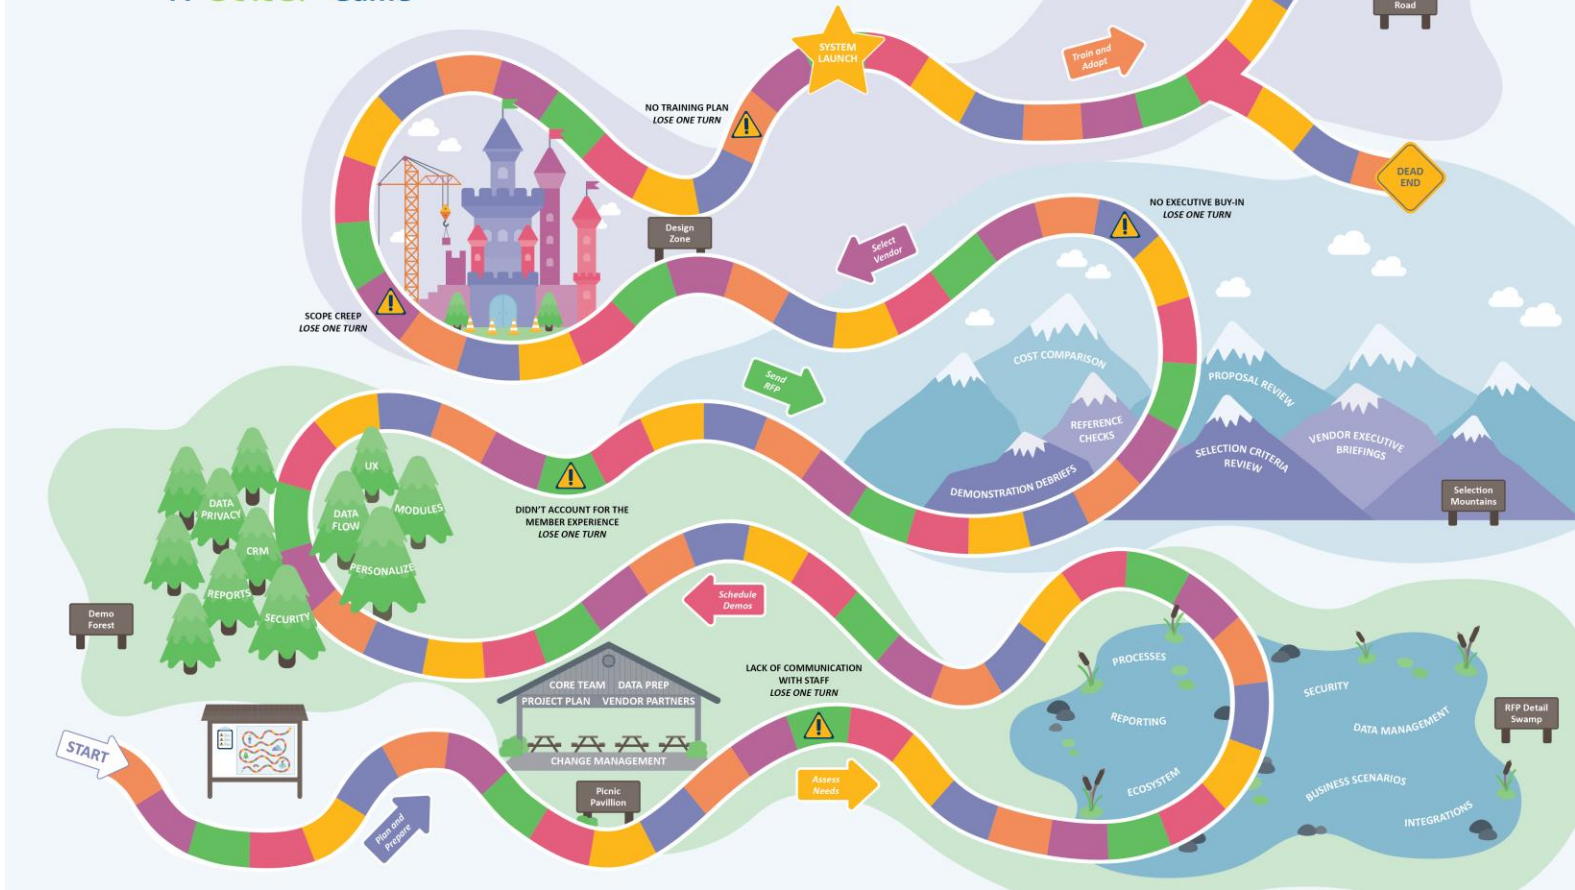 Game
Road
SYSTEM
LAUNCH
Train and
Adopt
NO TRAINING PLAN
LOSE ONE TURN
DEAD
END
NO EXECUTIVE BUY-IN
LOSE ONE TURN
Design
Zone
Select
Vendor
SCOPE CREEP
LOSE ONE TURN
COST COMPARISON
PROPOSAL REVIEW
Send
RFP
REFERENCE
CHECKS
VENDOR EXECUTIVE
BRIEFINGS
SELECTION CRITERIA
REVIEW
DEMONSTRATION DEBRIEFS
Selection
Mountains
UX
DATA
PRIVACY
DATA
FLOW
MODULES
DIDN'T ACCOUNT FOR THE
MEMBER EXPERIENCE
LOSE ONE TURN
CRM
PERSONALIZE
REPORTS
SECURITY
Demo
Forest
Schedule
Demos
PROCESSES
LACK OF COMMUNICATION
WITH STAFF
LOSE ONE TURN
CORE TEAM DATA PREP
PROJECT PLAN VENDOR PARTNERS
SECURITY
REPORTING
DATA MANAGEMENT
RFP Detail
Swamp
START
CHANGE MANAGEMENT
Assess
Needs
ECOSYSTEM
BUSINESS SCENARIOS
Picnic
Pavillion
INTEGRATIONS
Plan and
Prepare